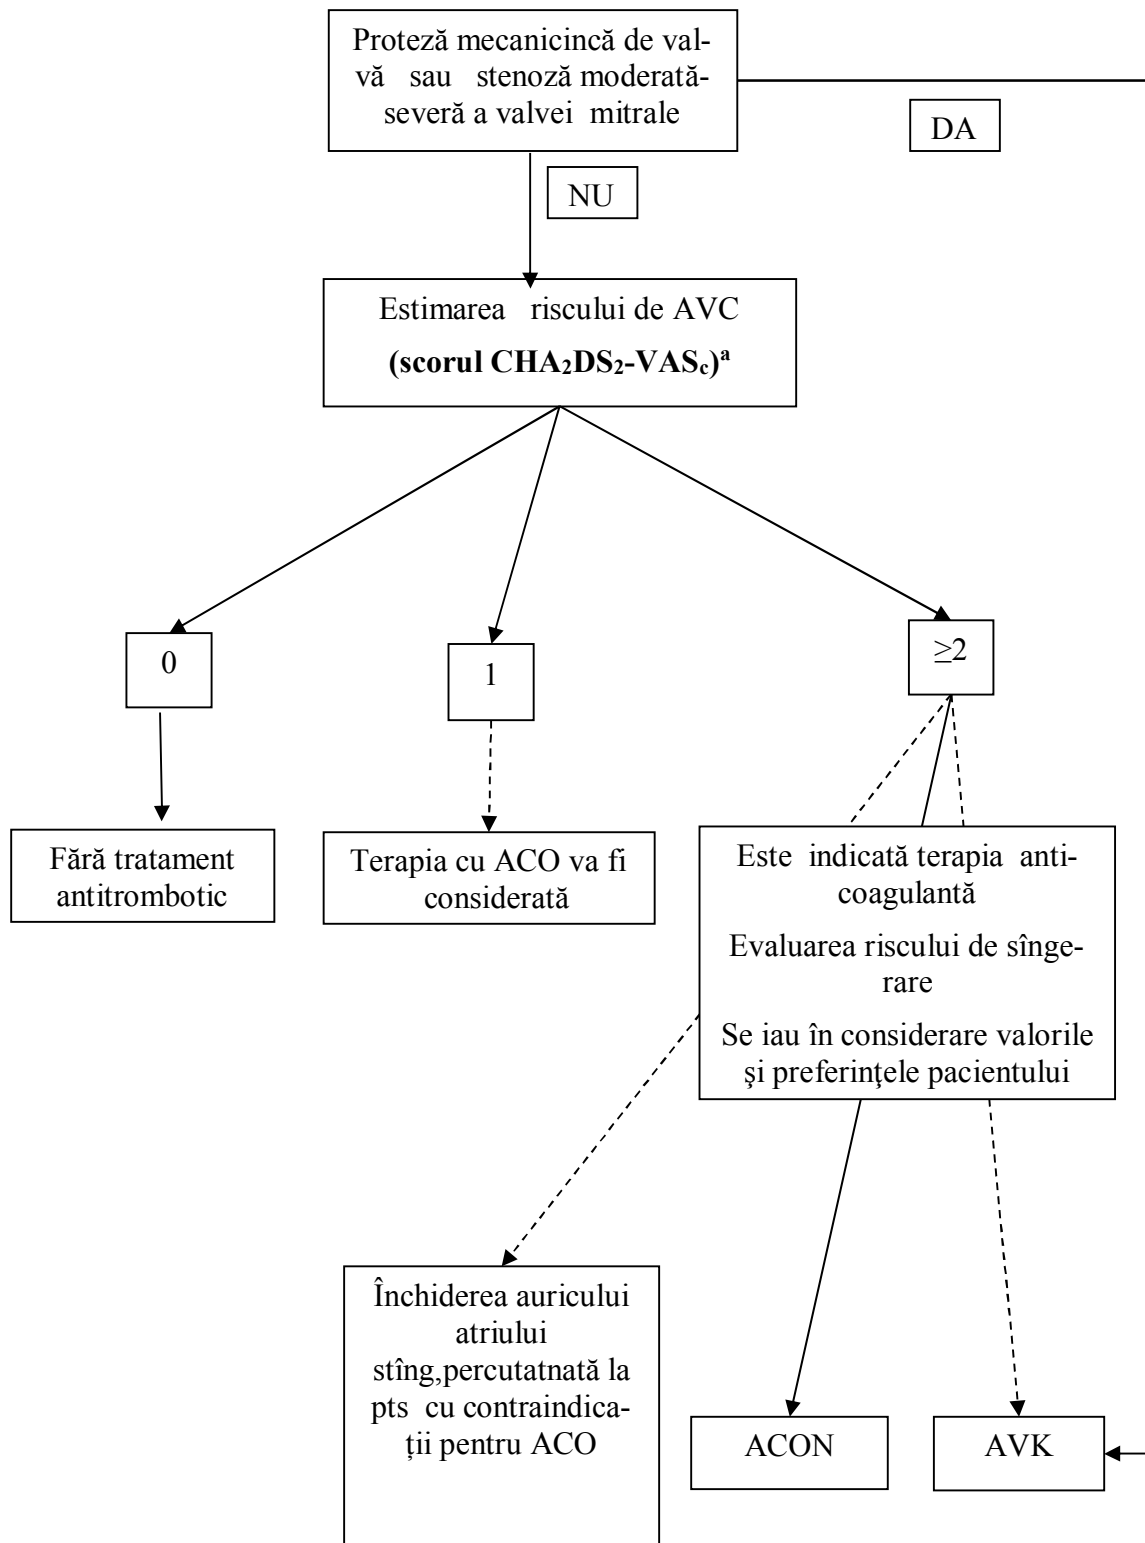 Proteză mecanicincă de val-
vă sau stenoză moderată-
severă a valvei mitrale
DA
NU
Estimarea riscului de AVC
(scorul CHA₂DS₂-VASc)ᵃ
0
1
≥2
Fără tratament
antitrombotic
Terapia cu ACO va fi
considerată
Este indicată terapia anti-
coagulantă
Evaluarea riscului de sînge-
rare
Se iau în considerare valorile
şi preferinţele pacientului
Închiderea auricului
atriului
stîng,percutatnată la
pts cu contraindica-
ții pentru ACO
ACON
AVK